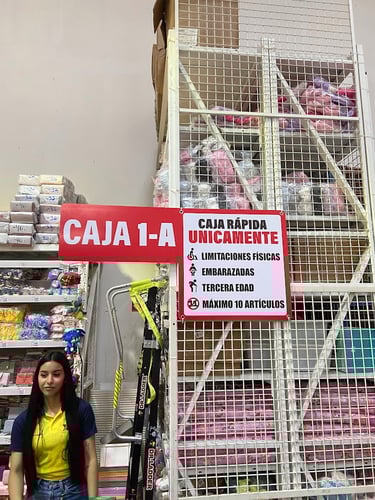 CAJA 1-A
CAJA RÁPIDA
UNICAMENTE
LIMITACIONES FÍSICAS
EMBARAZADAS
TERCERA EDAD
MÁXIMO 10 ARTÍCULOS